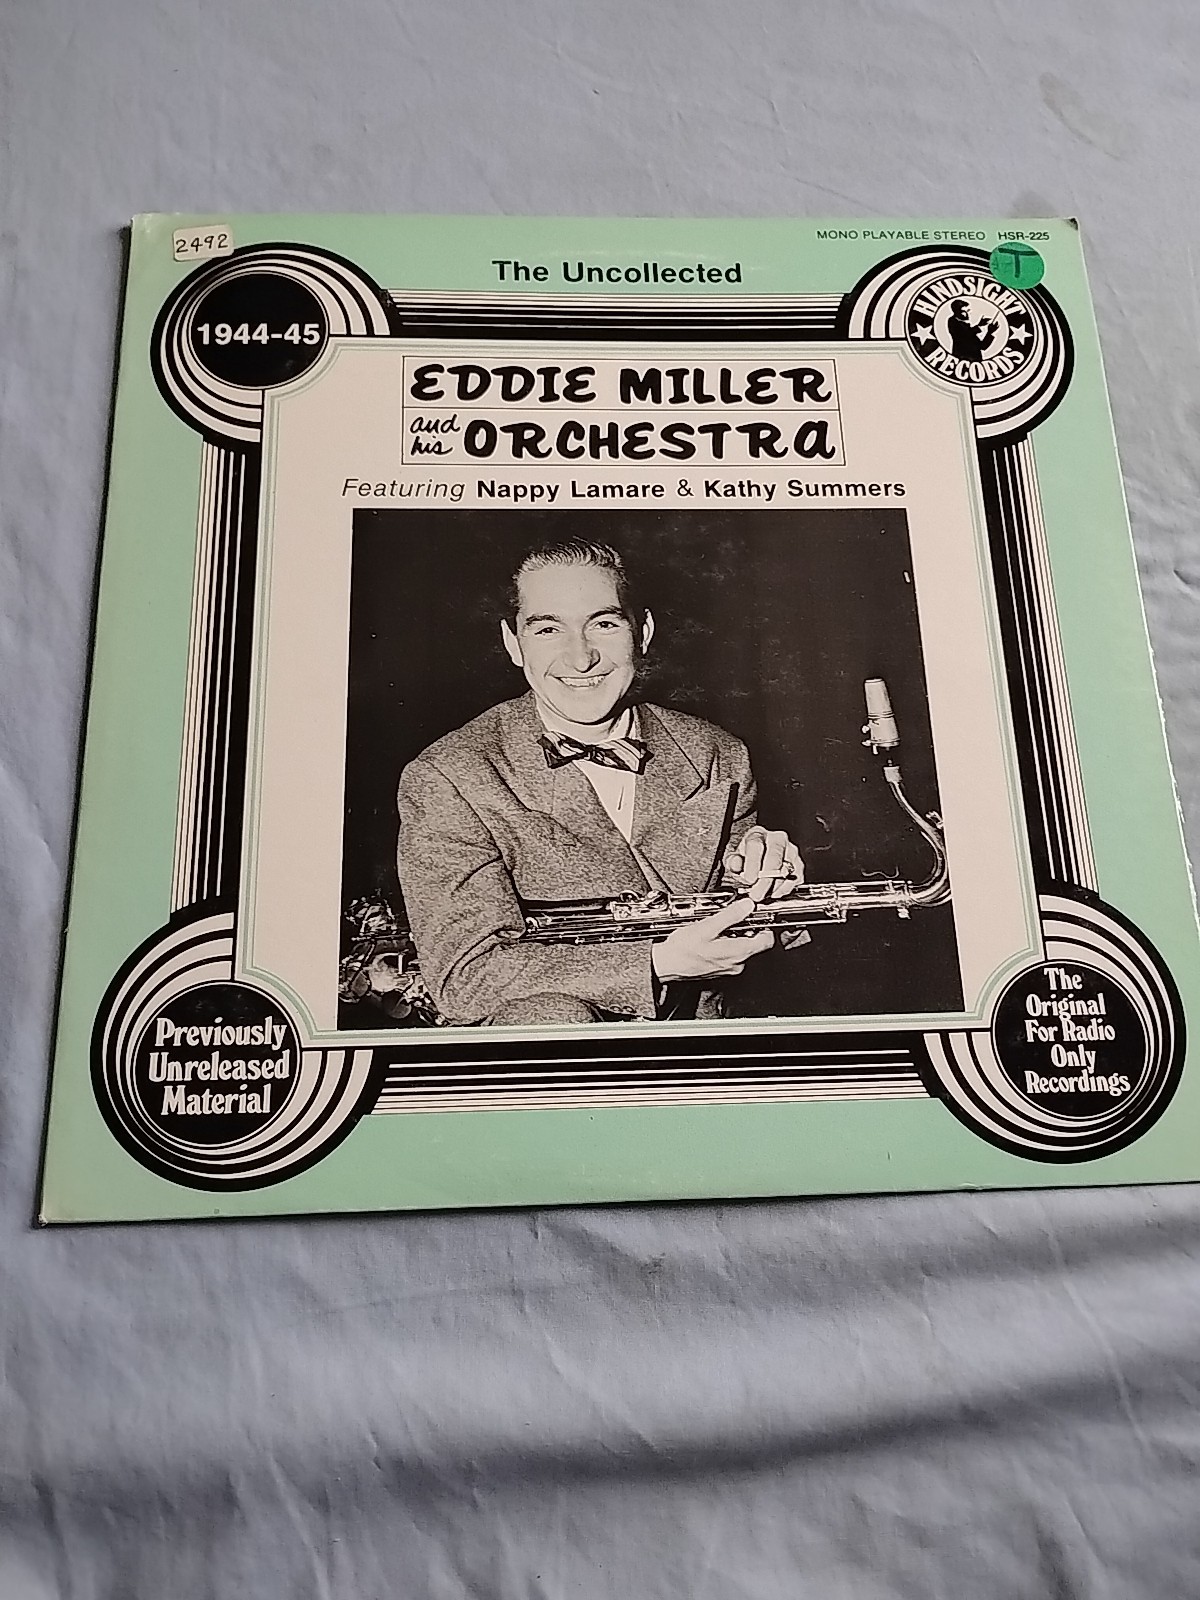 2492
MONO PLAYABLE STEREO HSR-225
T
The Uncollected
1944-45
HINDSIGHT
RECORDS
EDDIE MILLER
and his ORCHESTRA
Featuring Nappy Lamare & Kathy Summers
Previously
Unreleased
Material
The
Original
For Radio
Only
Recordings